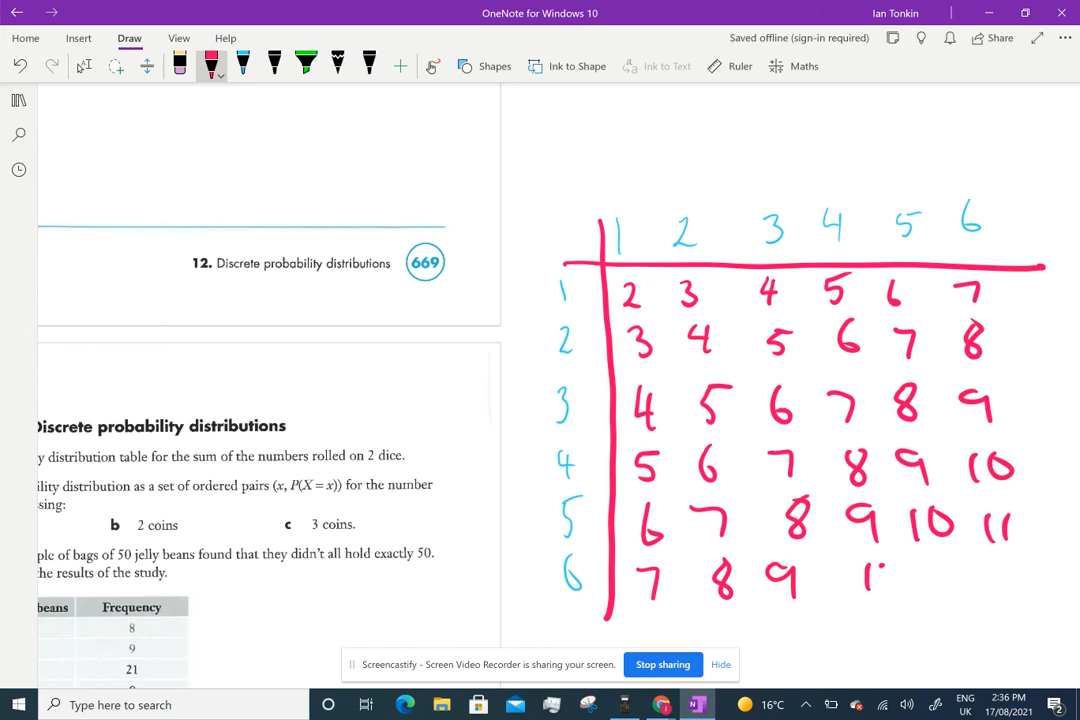 OneNote for Windows 10
Ian Tonkin
Home Insert Draw View Help
Saved offline (sign-in required)
Share
Shapes
Ink to Shape
Ink to Text
Ruler
Maths
12. Discrete probability distributions 669
Discrete probability distributions
y distribution table for the sum of the numbers rolled on 2 dice.
ility distribution as a set of ordered pairs (x, P(X = x)) for the number
sing:
b 2 coins c 3 coins.
ple of bags of 50 jelly beans found that they didn't all hold exactly 50.
the results of the study.
beans Frequency
8
9
21
1 2 3 4 5 6
1 2 3 4 5 6 7
2 3 4 5 6 7 8
3 4 5 6 7 8 9
4 5 6 7 8 9 10
5 6 7 8 9 10 11
6 7 8 9 1
Screencastify - Screen Video Recorder is sharing your screen.
Stop sharing
Hide
Type here to search
16°C
ENG
UK
2:36 PM
17/08/2021
2